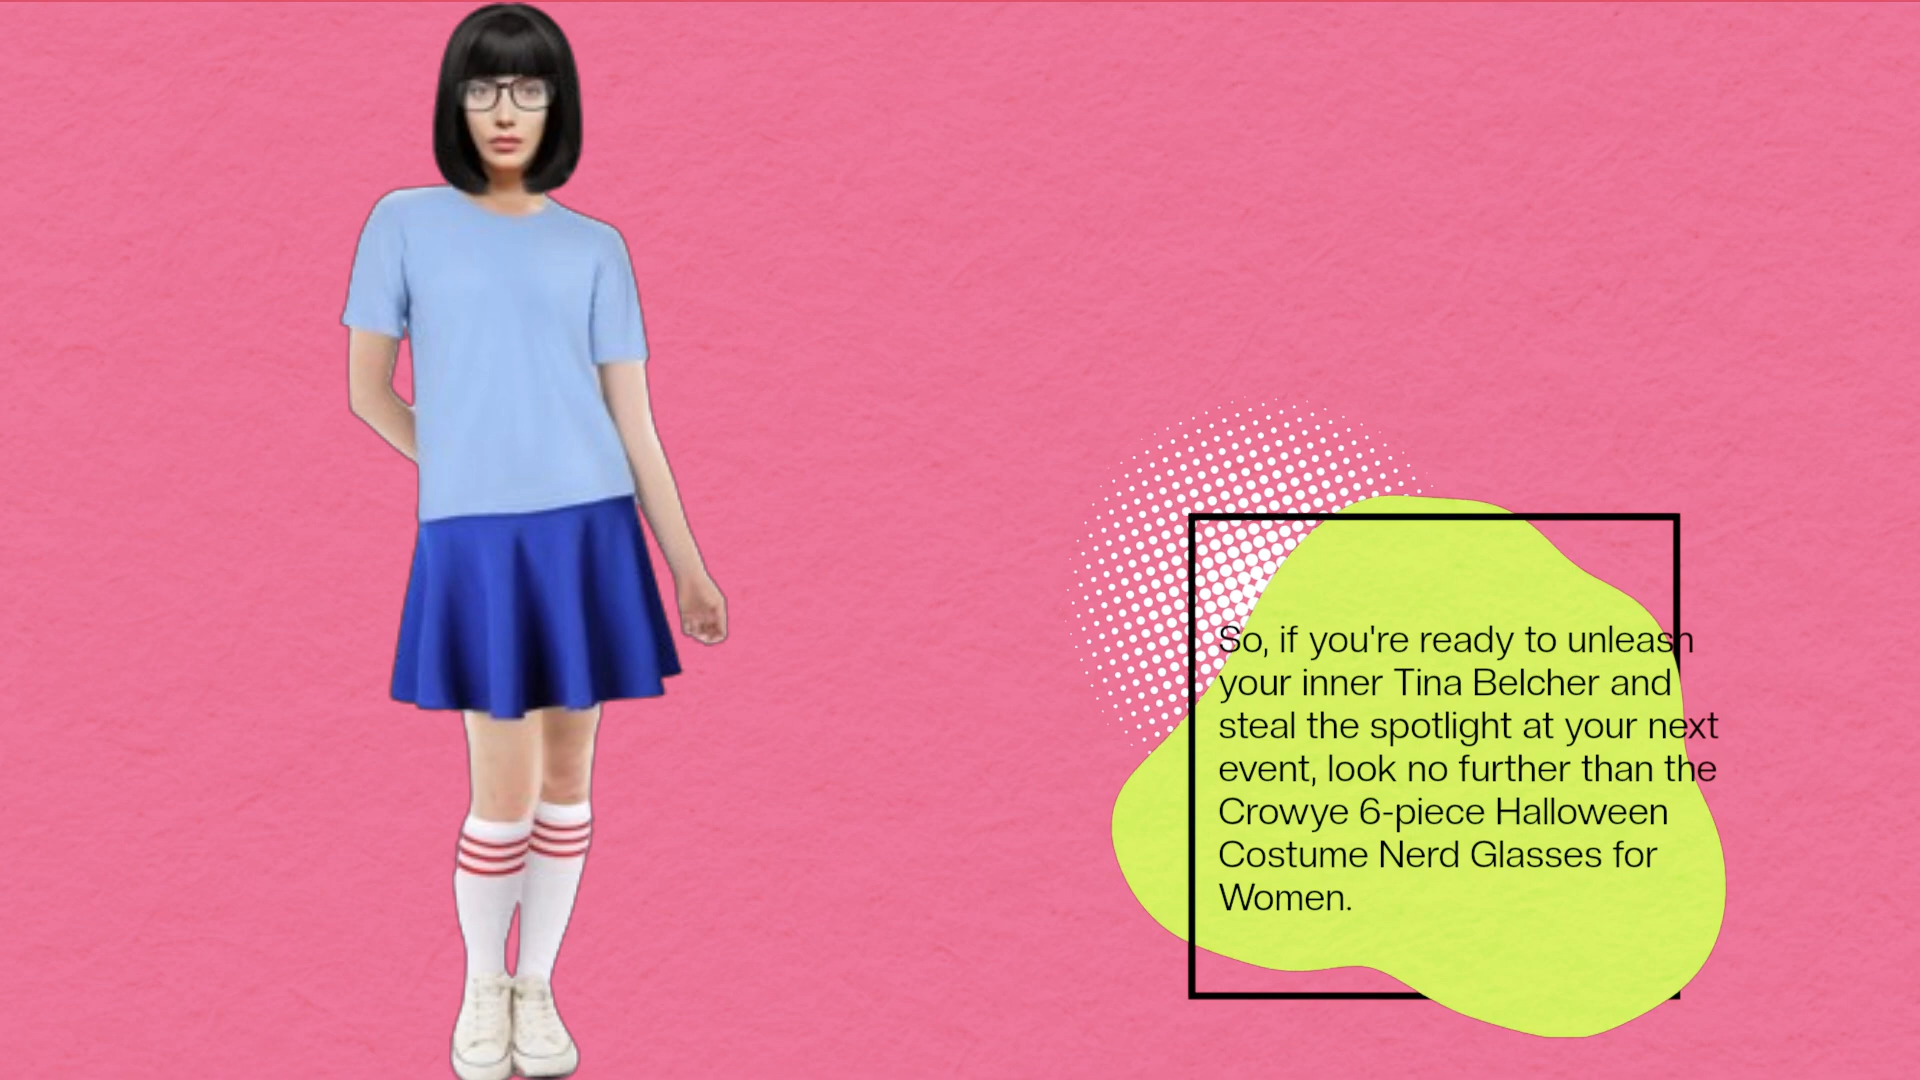 So, if you're ready to unleash
your inner Tina Belcher and
steal the spotlight at your next
event, look no further than the
Crowye 6-piece Halloween
Costume Nerd Glasses for
Women.